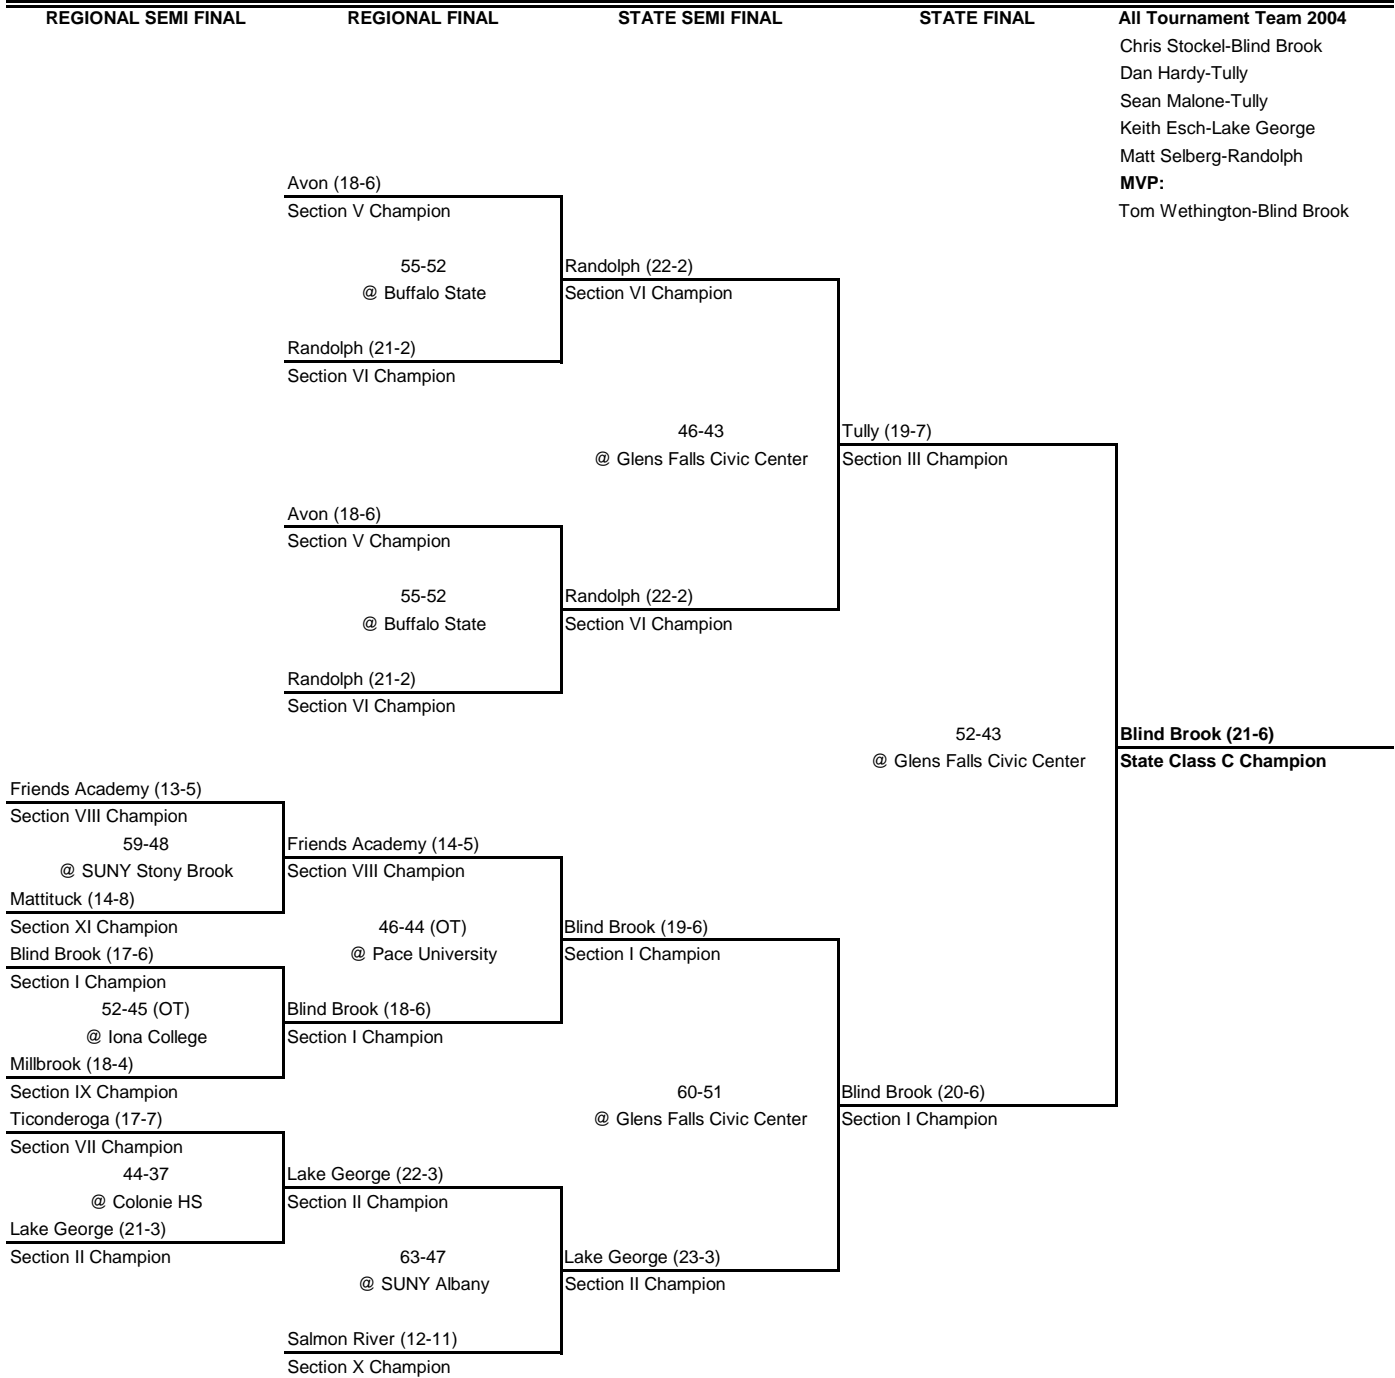 REGIONAL SEMI FINAL
REGIONAL FINAL
STATE SEMI FINAL
STATE FINAL
All Tournament Team 2004
Chris Stockel-Blind Brook
Dan Hardy-Tully
Sean Malone-Tully
Keith Esch-Lake George
Matt Selberg-Randolph
MVP:
Tom Wethington-Blind Brook
Avon (18-6)
Section V Champion
55-52
@ Buffalo State
Randolph (21-2)
Section VI Champion
Randolph (22-2)
Section VI Champion
46-43
@ Glens Falls Civic Center
Tully (19-7)
Section III Champion
Avon (18-6)
Section V Champion
55-52
@ Buffalo State
Randolph (21-2)
Section VI Champion
Randolph (22-2)
Section VI Champion
52-43
@ Glens Falls Civic Center
Blind Brook (21-6)
State Class C Champion
Friends Academy (13-5)
Section VIII Champion
59-48
@ SUNY Stony Brook
Mattituck (14-8)
Section XI Champion
Friends Academy (14-5)
Section VIII Champion
46-44 (OT)
@ Pace University
Blind Brook (19-6)
Section I Champion
Blind Brook (17-6)
Section I Champion
52-45 (OT)
@ Iona College
Millbrook (18-4)
Section IX Champion
Blind Brook (18-6)
Section I Champion
60-51
@ Glens Falls Civic Center
Blind Brook (20-6)
Section I Champion
Ticonderoga (17-7)
Section VII Champion
44-37
@ Colonie HS
Lake George (21-3)
Section II Champion
Lake George (22-3)
Section II Champion
63-47
@ SUNY Albany
Lake George (23-3)
Section II Champion
Salmon River (12-11)
Section X Champion